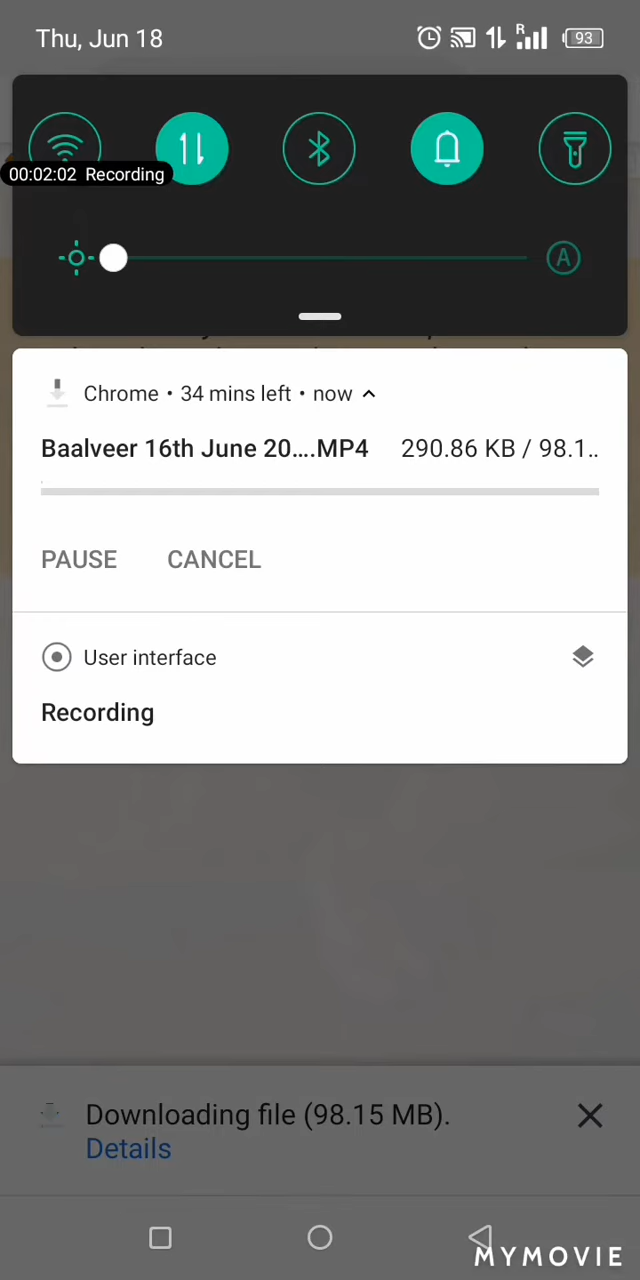 Thu, Jun 18
R
93
00:02:02 Recording
A
Chrome • 34 mins left • now
Baalveer 16th June 20....MP4 290.86 KB / 98.1..
PAUSE CANCEL
User interface
Recording
Downloading file (98.15 MB).
Details
MYMOVIE